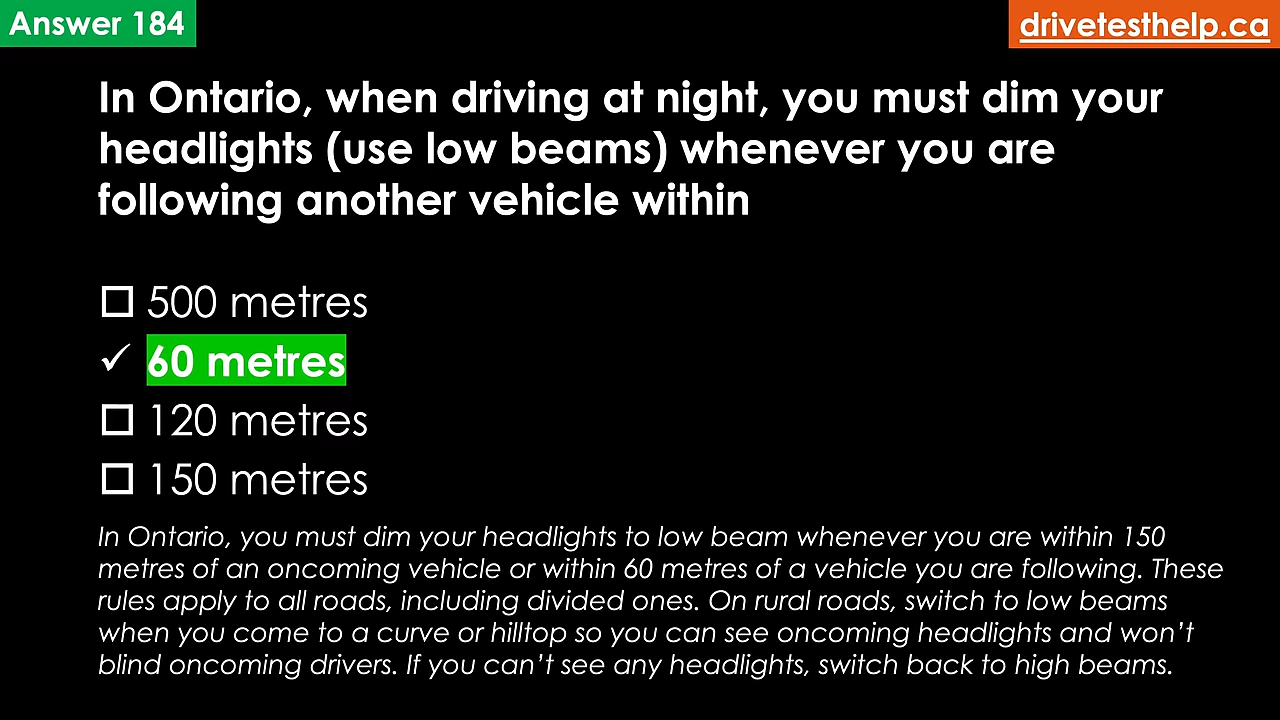 Answer 184
drivetesthelp.ca
In Ontario, when driving at night, you must dim your
headlights (use low beams) whenever you are
following another vehicle within
☐ 500 metres
✓ 60 metres
☐ 120 metres
☐ 150 metres
In Ontario, you must dim your headlights to low beam whenever you are within 150
metres of an oncoming vehicle or within 60 metres of a vehicle you are following. These
rules apply to all roads, including divided ones. On rural roads, switch to low beams
when you come to a curve or hilltop so you can see oncoming headlights and won’t
blind oncoming drivers. If you can’t see any headlights, switch back to high beams.